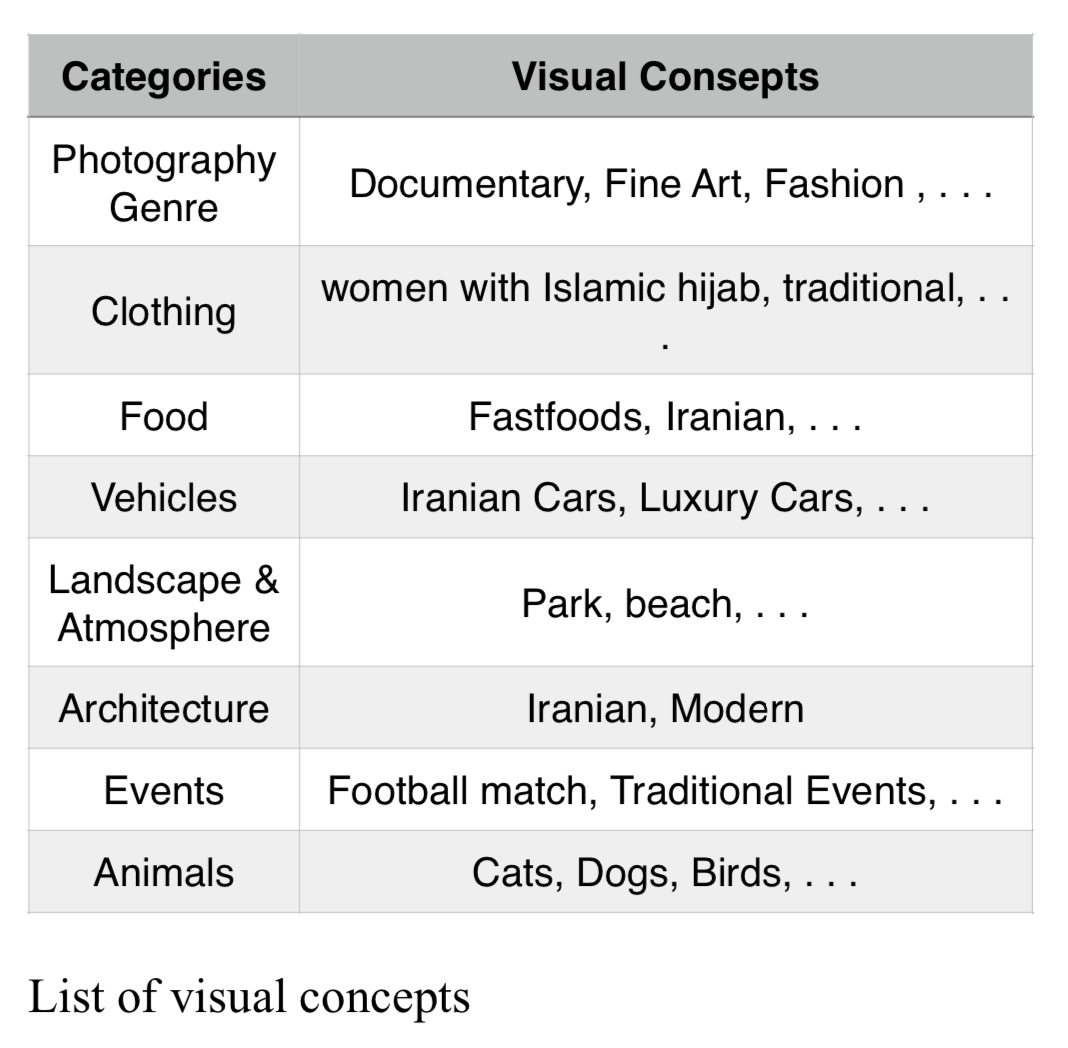 Categories
Visual Consepts
Photography
Genre
Documentary, Fine Art, Fashion , . . .
Clothing
women with Islamic hijab, traditional, . .
.
Food
Fastfoods, Iranian, . . .
Vehicles
Iranian Cars, Luxury Cars, . . .
Landscape &
Atmosphere
Park, beach, . . .
Architecture
Iranian, Modern
Events
Football match, Traditional Events, . . .
Animals
Cats, Dogs, Birds, . . .
List of visual concepts